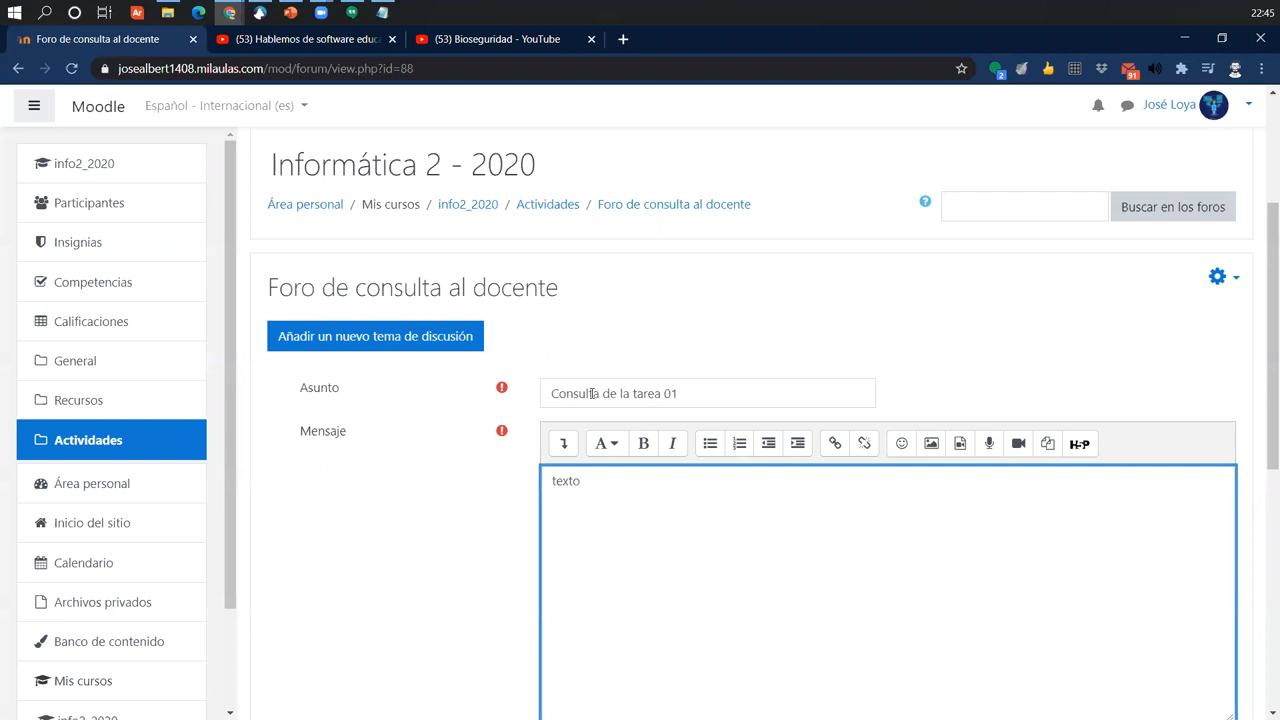 22:45
Foro de consulta al docente
(53) Hablemos de software educ
(53) Bioseguridad - YouTube
josealbert1408.milaulas.com/mod/forum/view.php?id=88
2
91
Moodle
Español - Internacional (es)
José Loya
info2_2020
Participantes
Insignias
Competencias
Calificaciones
General
Recursos
Actividades
Área personal
Inicio del sitio
Calendario
Archivos privados
Banco de contenido
Mis cursos
info2_2020
Informática 2 - 2020
Área personal / Mis cursos / info2_2020 / Actividades / Foro de consulta al docente
Buscar en los foros
Foro de consulta al docente
Añadir un nuevo tema de discusión
Asunto
Consulta de la tarea 01
Mensaje
A B I H-P
texto